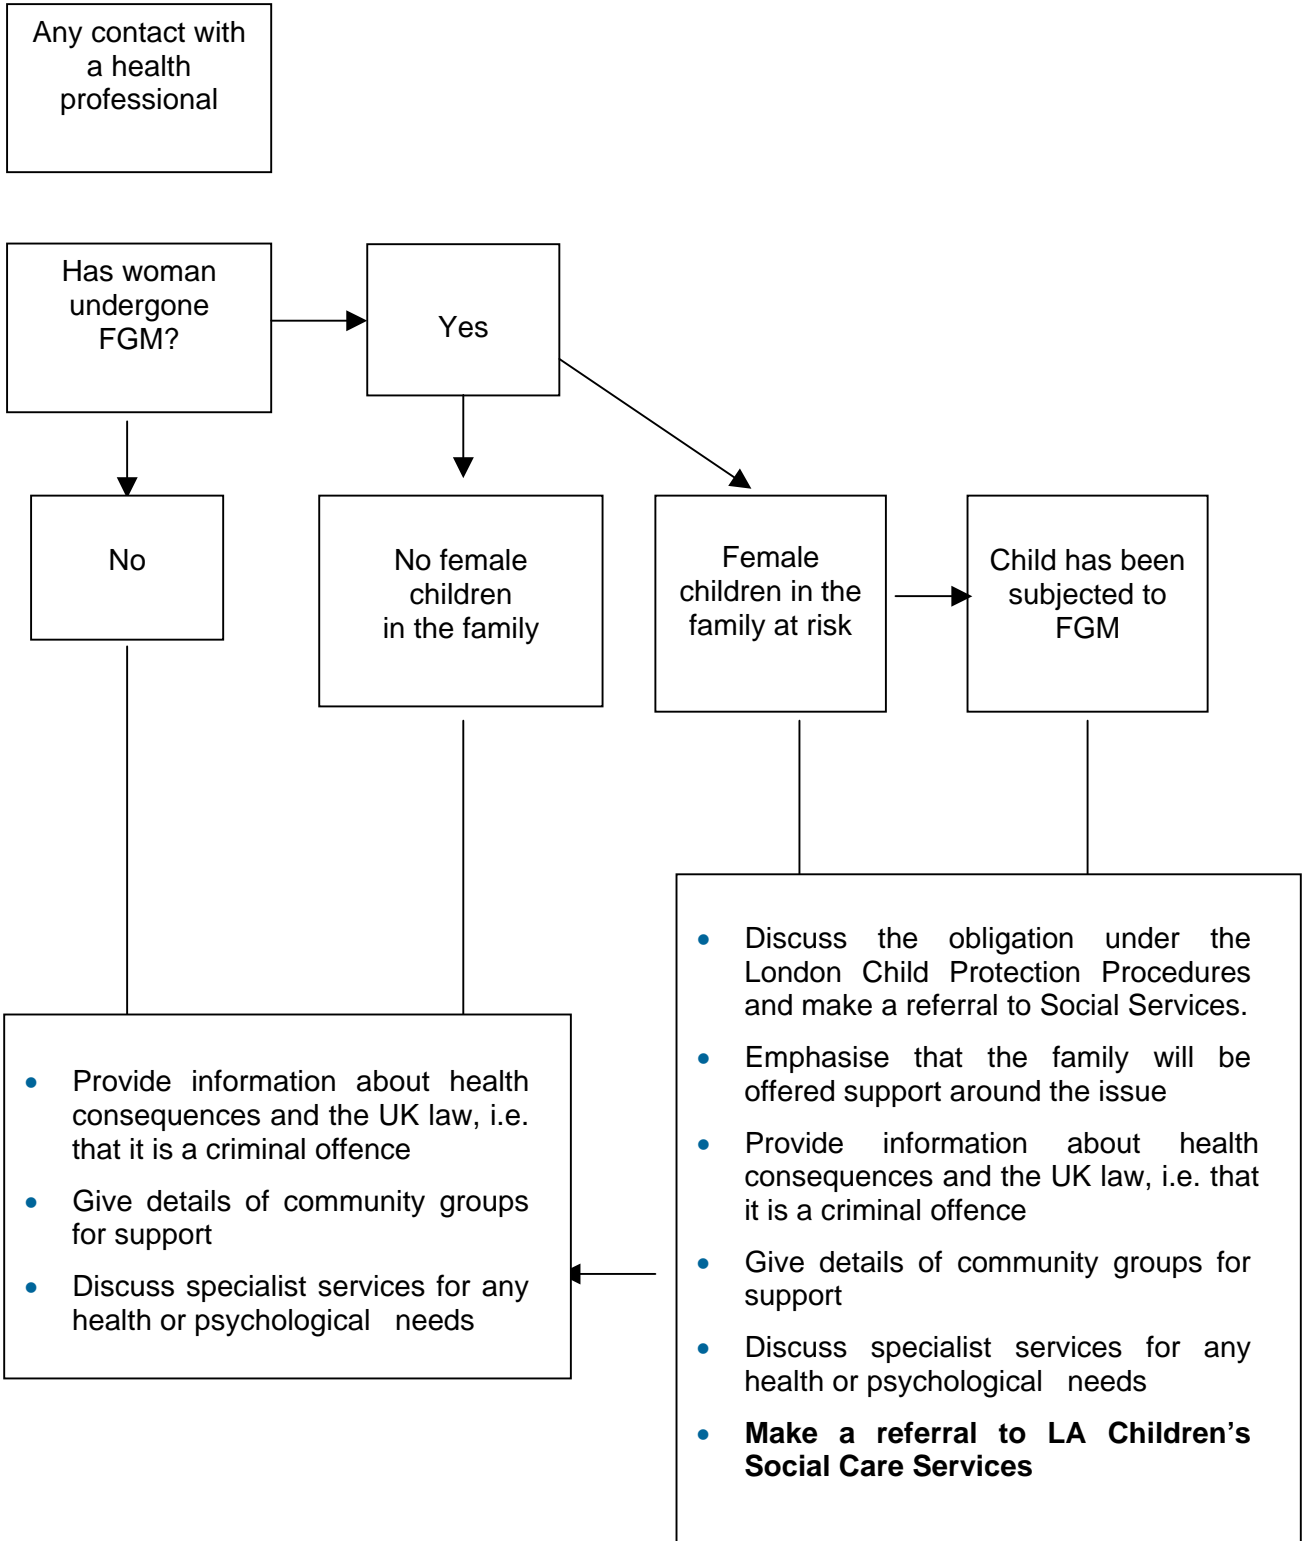 Any contact with
a health
professional
Has woman
undergone
FGM?
Yes
No
No female
children
in the family
Female
children in the
family at risk
Child has been
subjected to
FGM
• Provide information about health
consequences and the UK law, i.e.
that it is a criminal offence
• Give details of community groups
for support
• Discuss specialist services for any
health or psychological needs
• Discuss the obligation under the
London Child Protection Procedures
and make a referral to Social Services.
• Emphasise that the family will be
offered support around the issue
• Provide information about health
consequences and the UK law, i.e. that
it is a criminal offence
• Give details of community groups for
support
• Discuss specialist services for any
health or psychological needs
• Make a referral to LA Children’s
Social Care Services